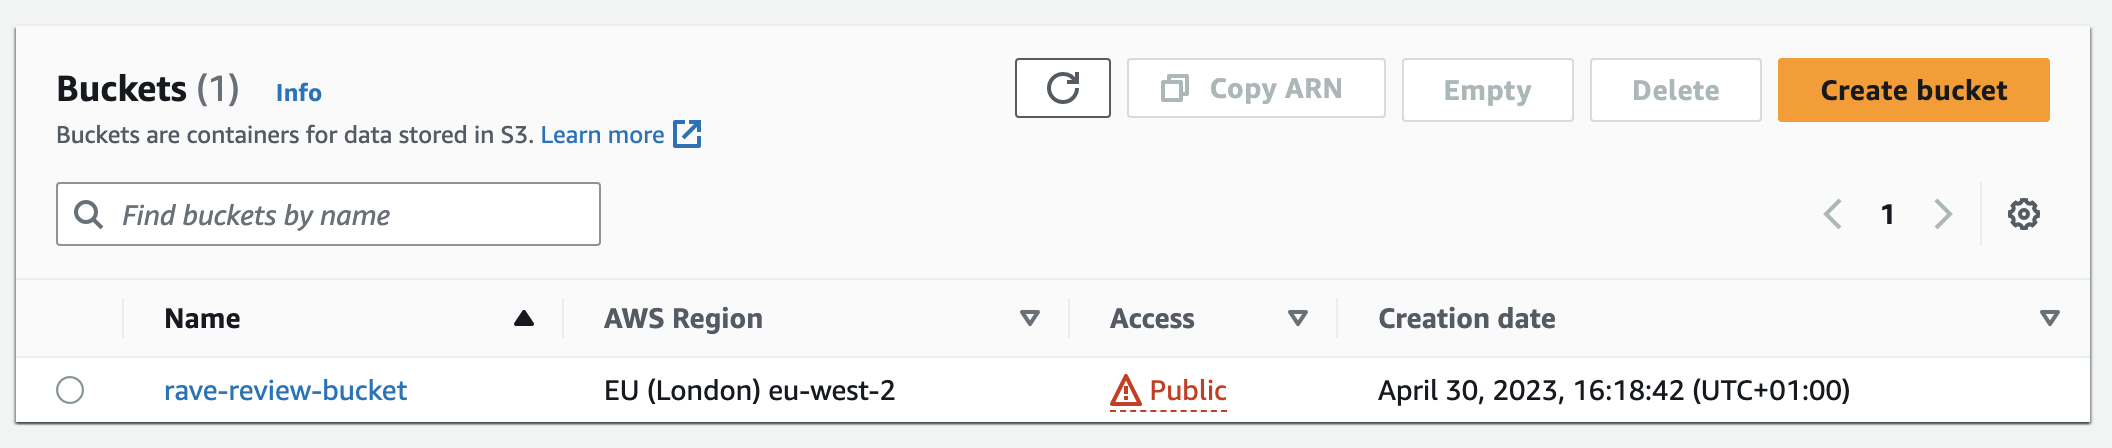 Buckets (1) Info
Buckets are containers for data stored in S3. Learn more
Copy ARN
Empty
Delete
Create bucket
Find buckets by name
1
Name AWS Region Access Creation date
rave-review-bucket EU (London) eu-west-2 Public April 30, 2023, 16:18:42 (UTC+01:00)